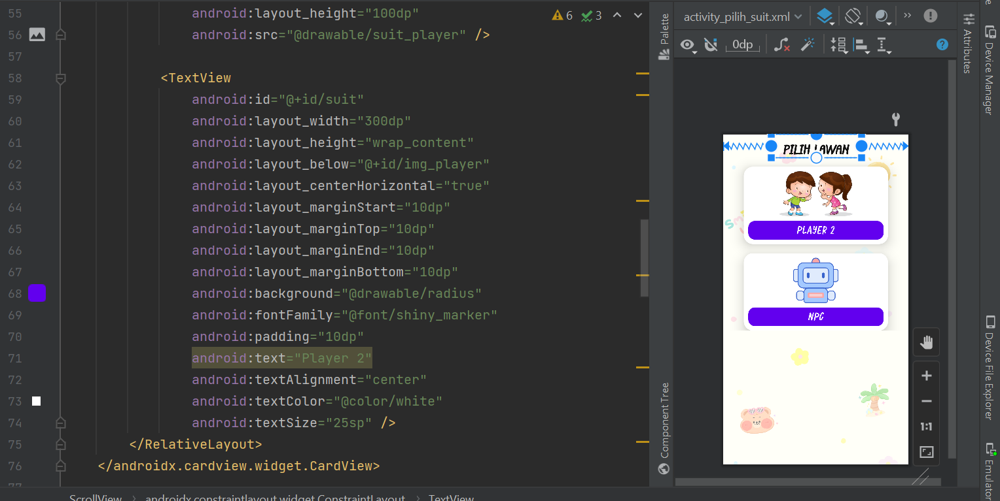 55 android:layout_height="100dp"
56 android:src="@drawable/suit_player" />
57
58 <TextView
59 android:id="@+id/suit"
60 android:layout_width="300dp"
61 android:layout_height="wrap_content"
62 android:layout_below="@+id/img_player"
63 android:layout_centerHorizontal="true"
64 android:layout_marginStart="10dp"
65 android:layout_marginTop="10dp"
66 android:layout_marginEnd="10dp"
67 android:layout_marginBottom="10dp"
68 android:background="@drawable/radius"
69 android:fontFamily="@font/shiny_marker"
70 android:padding="10dp"
71 android:text="Player 2"
72 android:textAlignment="center"
73 android:textColor="@color/white"
74 android:textSize="25sp" />
75 </RelativeLayout>
76 </androidx.cardview.widget.CardView>
77
ScrollView > androidx.constraintlayout.widget.ConstraintLayout > TextView
6 3
Palette
Component Tree
activity_pilih_suit.xml
0dp
PILIH LAWAN
PLAYER 2
NPC
1:1
Attributes
Device Manager
Device File Explorer
Emulator